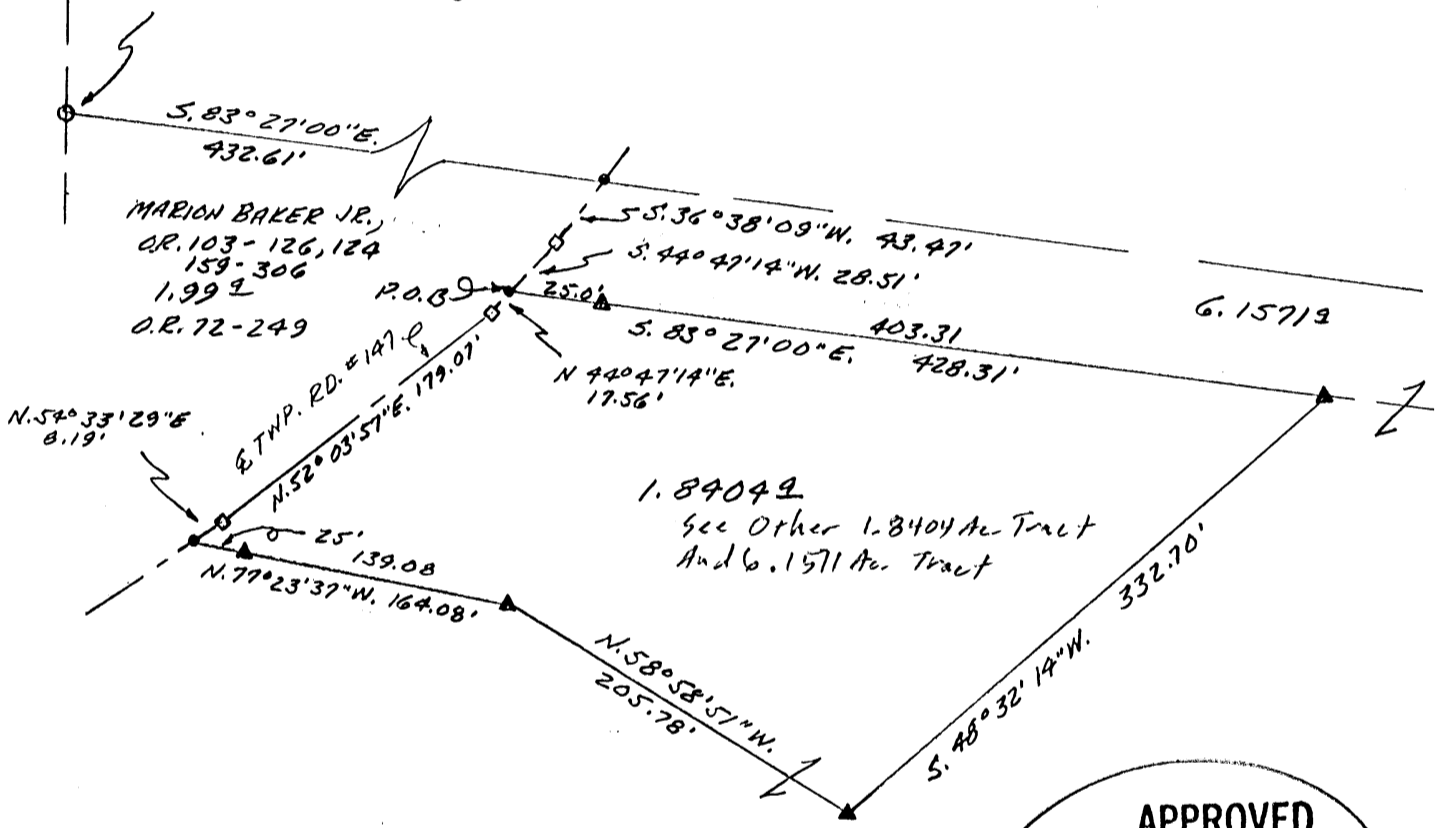 S. 83° 27' 00" E.
432.61'
MARION BAKER JR.,
O.R. 103 - 126, 124
159 - 306
1.99 a
O.R. 72 - 249
S. 36° 38' 09" W. 43.47'
S. 44° 47' 14" W. 28.51'
P.O.B
25.0'
403.31
S. 83° 27' 00" E.
428.31'
6.1571 a
N 44° 47' 14" E.
17.56'
℄ TWP. RD. #147
N. 52° 03' 57" E. 179.07'
N. 54° 33' 29" E
8.19'
25'
139.08
N. 77° 23' 37" W. 164.08'
1.8404 a
See Other 1.8404 Ac. Tract
And 6.1571 Ac. Tract
N. 58° 58' 51" W.
205.78'
S. 48° 32' 14" W. 332.70'
APPROVED